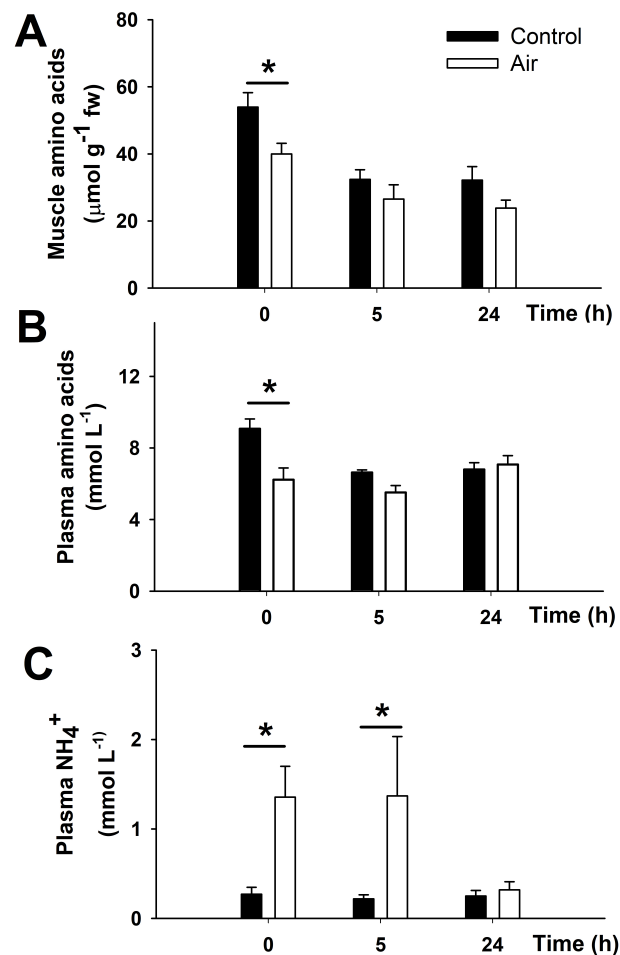 A
Muscle amino acids
(μmol g-1 fw)
80
60
40
20
0
*
Control
Air
0 5 24 Time (h)
B
Plasma amino acids
(mmol L-1)
12
8
4
0
*
0 5 24 Time (h)
C
Plasma NH4+
(mmol L-1)
3
2
1
0
* *
0 5 24 Time (h)